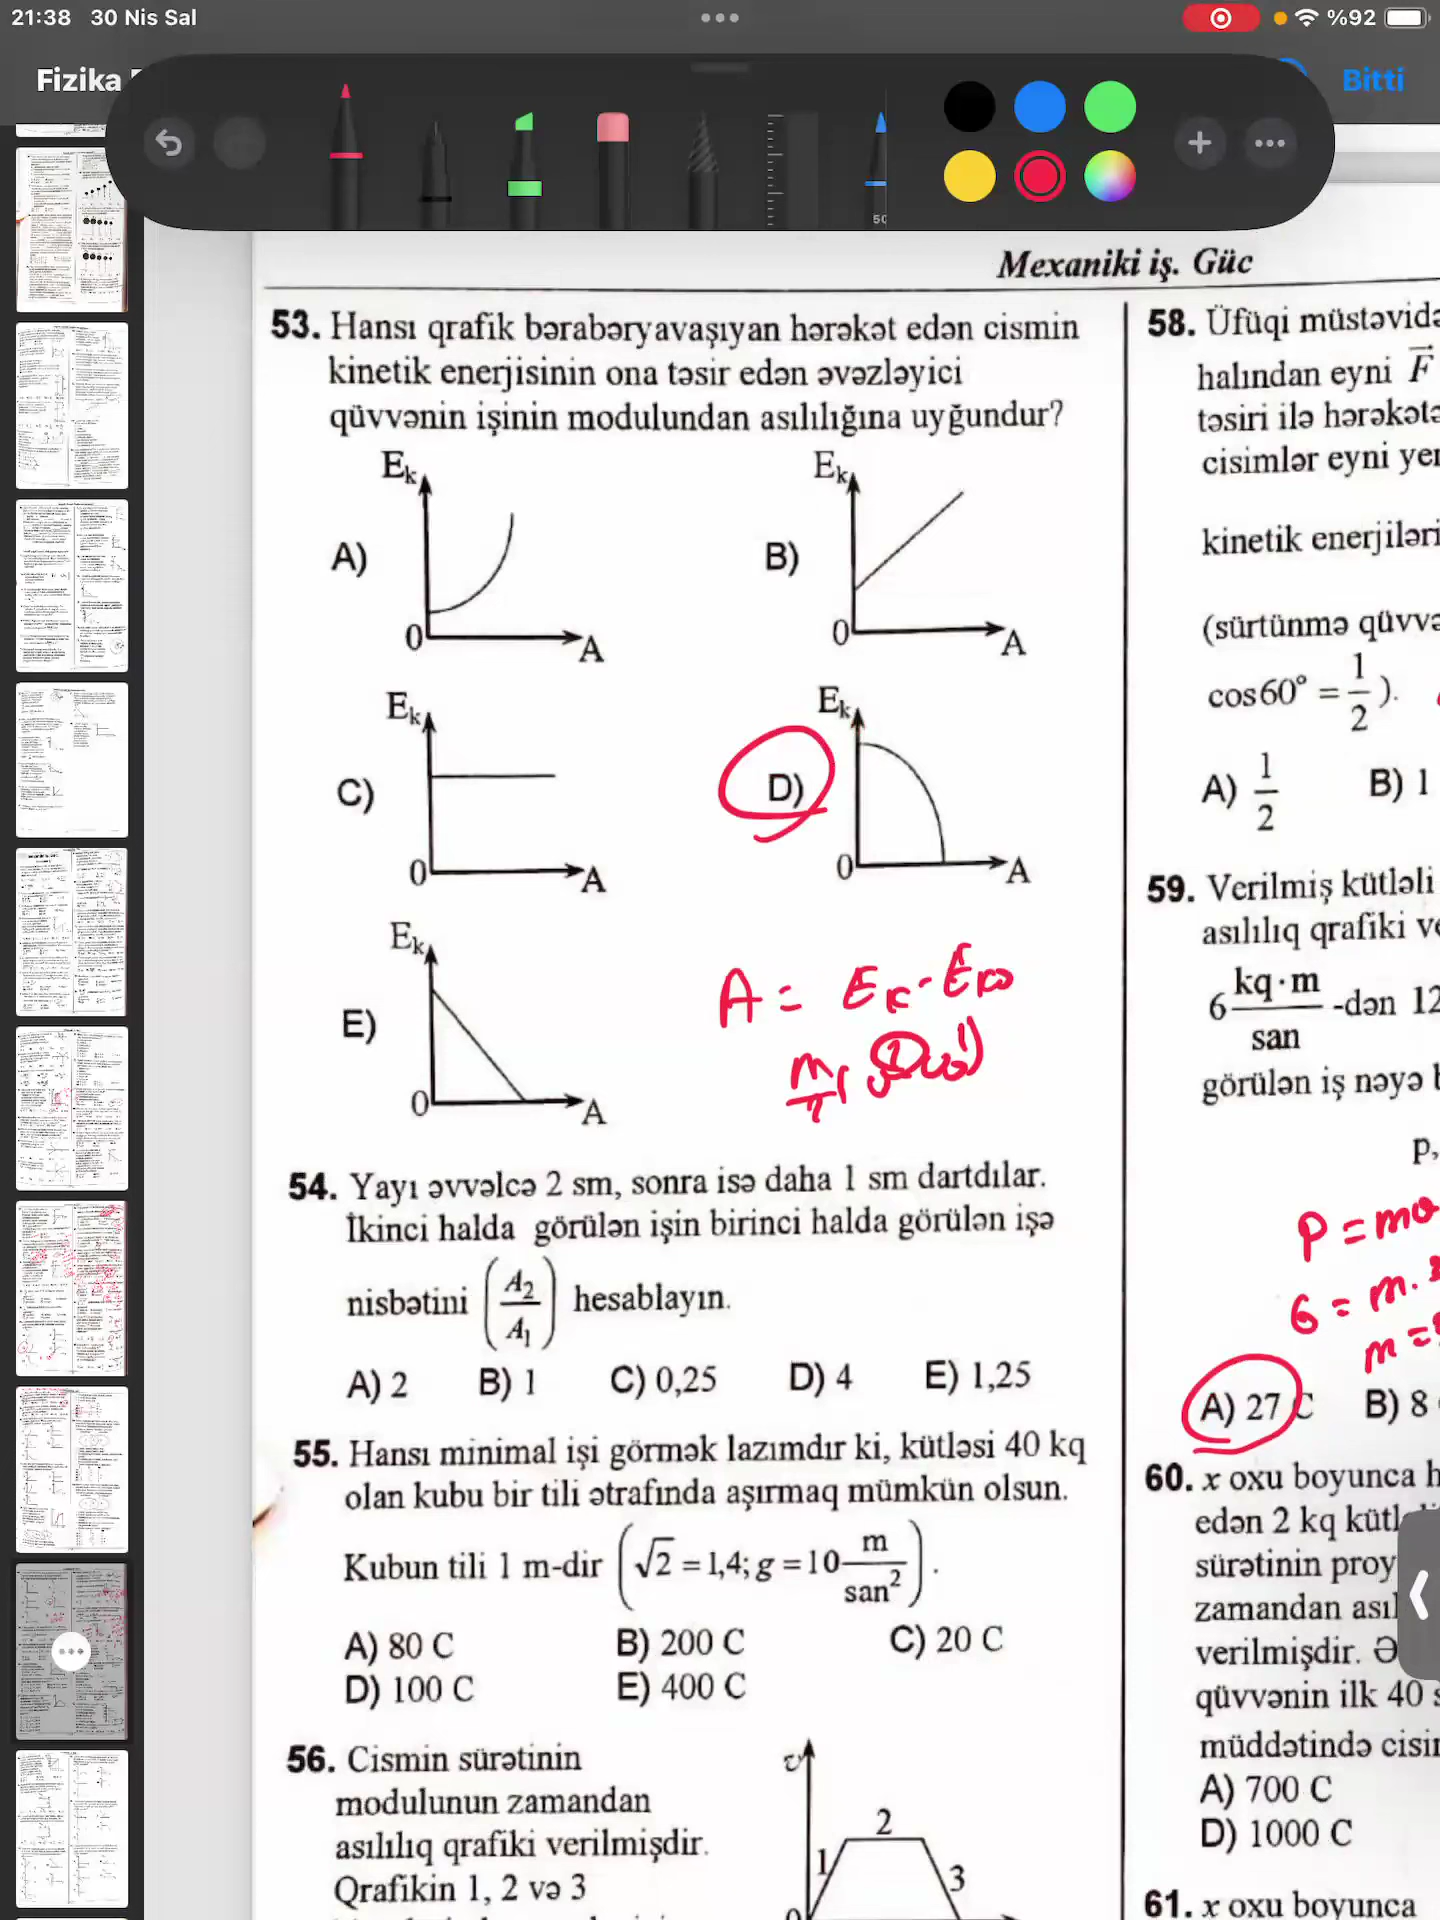 21:38 30 Nis Sal
%92
Fizika
Bitti
50
Mexaniki iş. Güc
53. Hansı qrafik bərabəryavaşıyan hərəkət edən cismin
kinetik enerjisinin ona təsir edən əvəzləyici
qüvvənin işinin modulundan asılılığına uyğundur?
A) Ek 0 A
B) Ek 0 A
C) Ek 0 A
D) Ek 0 A
E) Ek 0 A
A = Ek - Ek0
54. Yayı əvvəlcə 2 sm, sonra isə daha 1 sm dartdılar.
İkinci halda görülən işin birinci halda görülən işə
nisbətini (A2/A1) hesablayın.
A) 2 B) 1 C) 0,25 D) 4 E) 1,25
55. Hansı minimal işi görmək lazımdır ki, kütləsi 40 kq
olan kubu bir tili ətrafında aşırmaq mümkün olsun.
Kubun tili 1 m-dir (√2 = 1,4; g = 10 m/san²).
A) 80 C B) 200 C C) 20 C
D) 100 C E) 400 C
56. Cismin sürətinin
modulunun zamandan
asılılıq qrafiki verilmişdir.
Qrafikin 1, 2 və 3
υ
1 2 3
0
58. Üfüqi müstəvidə
halından eyni F
təsiri ilə hərəkətə
cisimlər eyni yer
kinetik enerjiləri
(sürtünmə qüvvə
cos60° = 1/2).
A) 1/2 B) 1
59. Verilmiş kütləli
asılılıq qrafiki ve
6 kq·m/san -dən 12
görülən iş nəyə b
p,
P = mυ
6 = m.
m =
A) 27 C B) 8
60. x oxu boyunca h
edən 2 kq kütl
sürətinin proy
zamandan asıl
verilmişdir. Ə
qüvvənin ilk 40 s
müddətində cisi
A) 700 C
D) 1000 C
61. x oxu boyunca